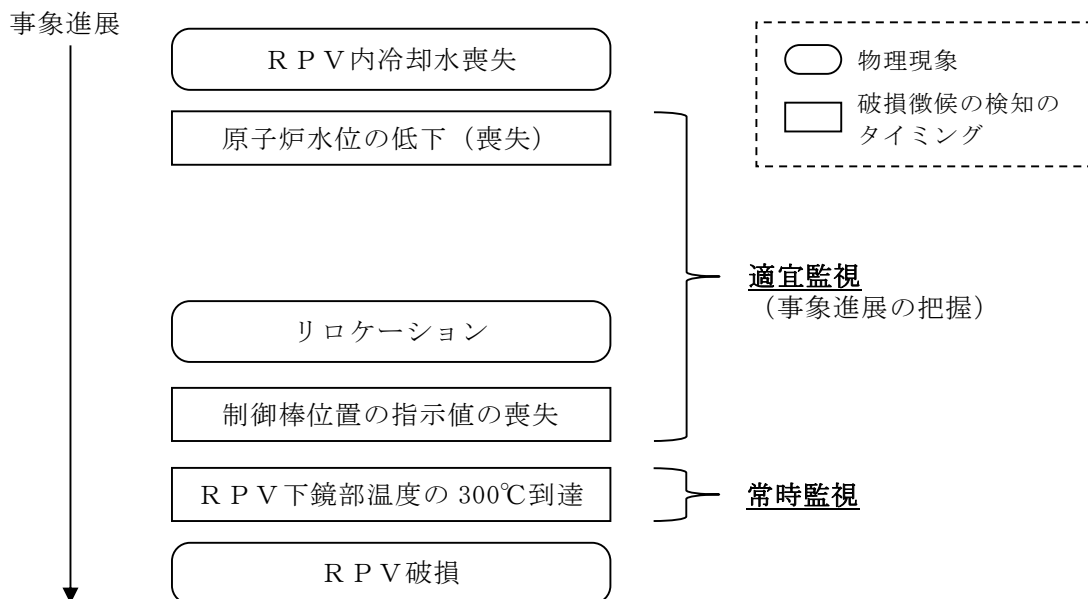 事象進展
ＲＰＶ内冷却水喪失
原子炉水位の低下（喪失）
リロケーション
制御棒位置の指示値の喪失
ＲＰＶ下鏡部温度の 300℃到達
ＲＰＶ破損
適宜監視
（事象進展の把握）
常時監視
物理現象
破損徴候の検知の
タイミング